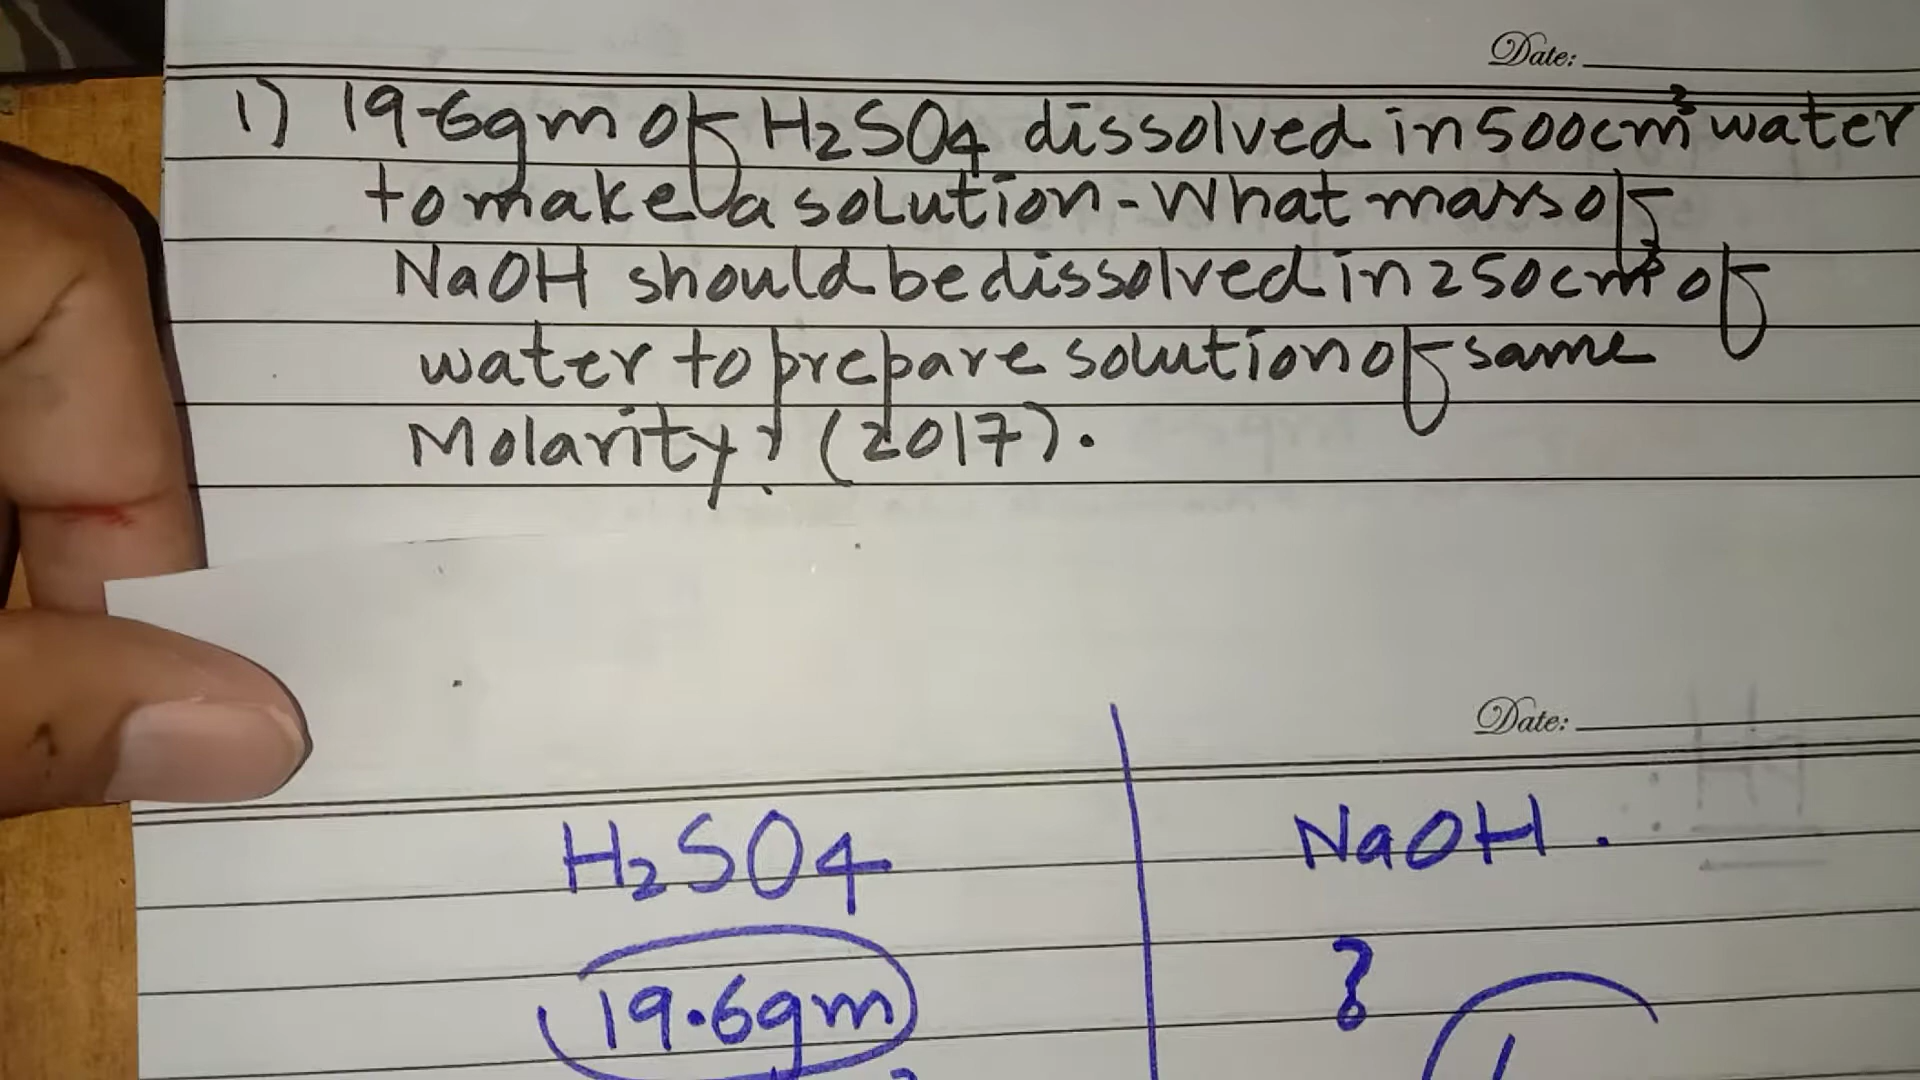 Date:
1) 19.6gm of H2SO4 dissolved in 500cm³ water
to make a solution. What mass of
NaOH should be dissolved in 250cm³ of
water to prepare solution of same
Molarity? (2017).
Date:
H2SO4
NaOH.
?
19.6gm